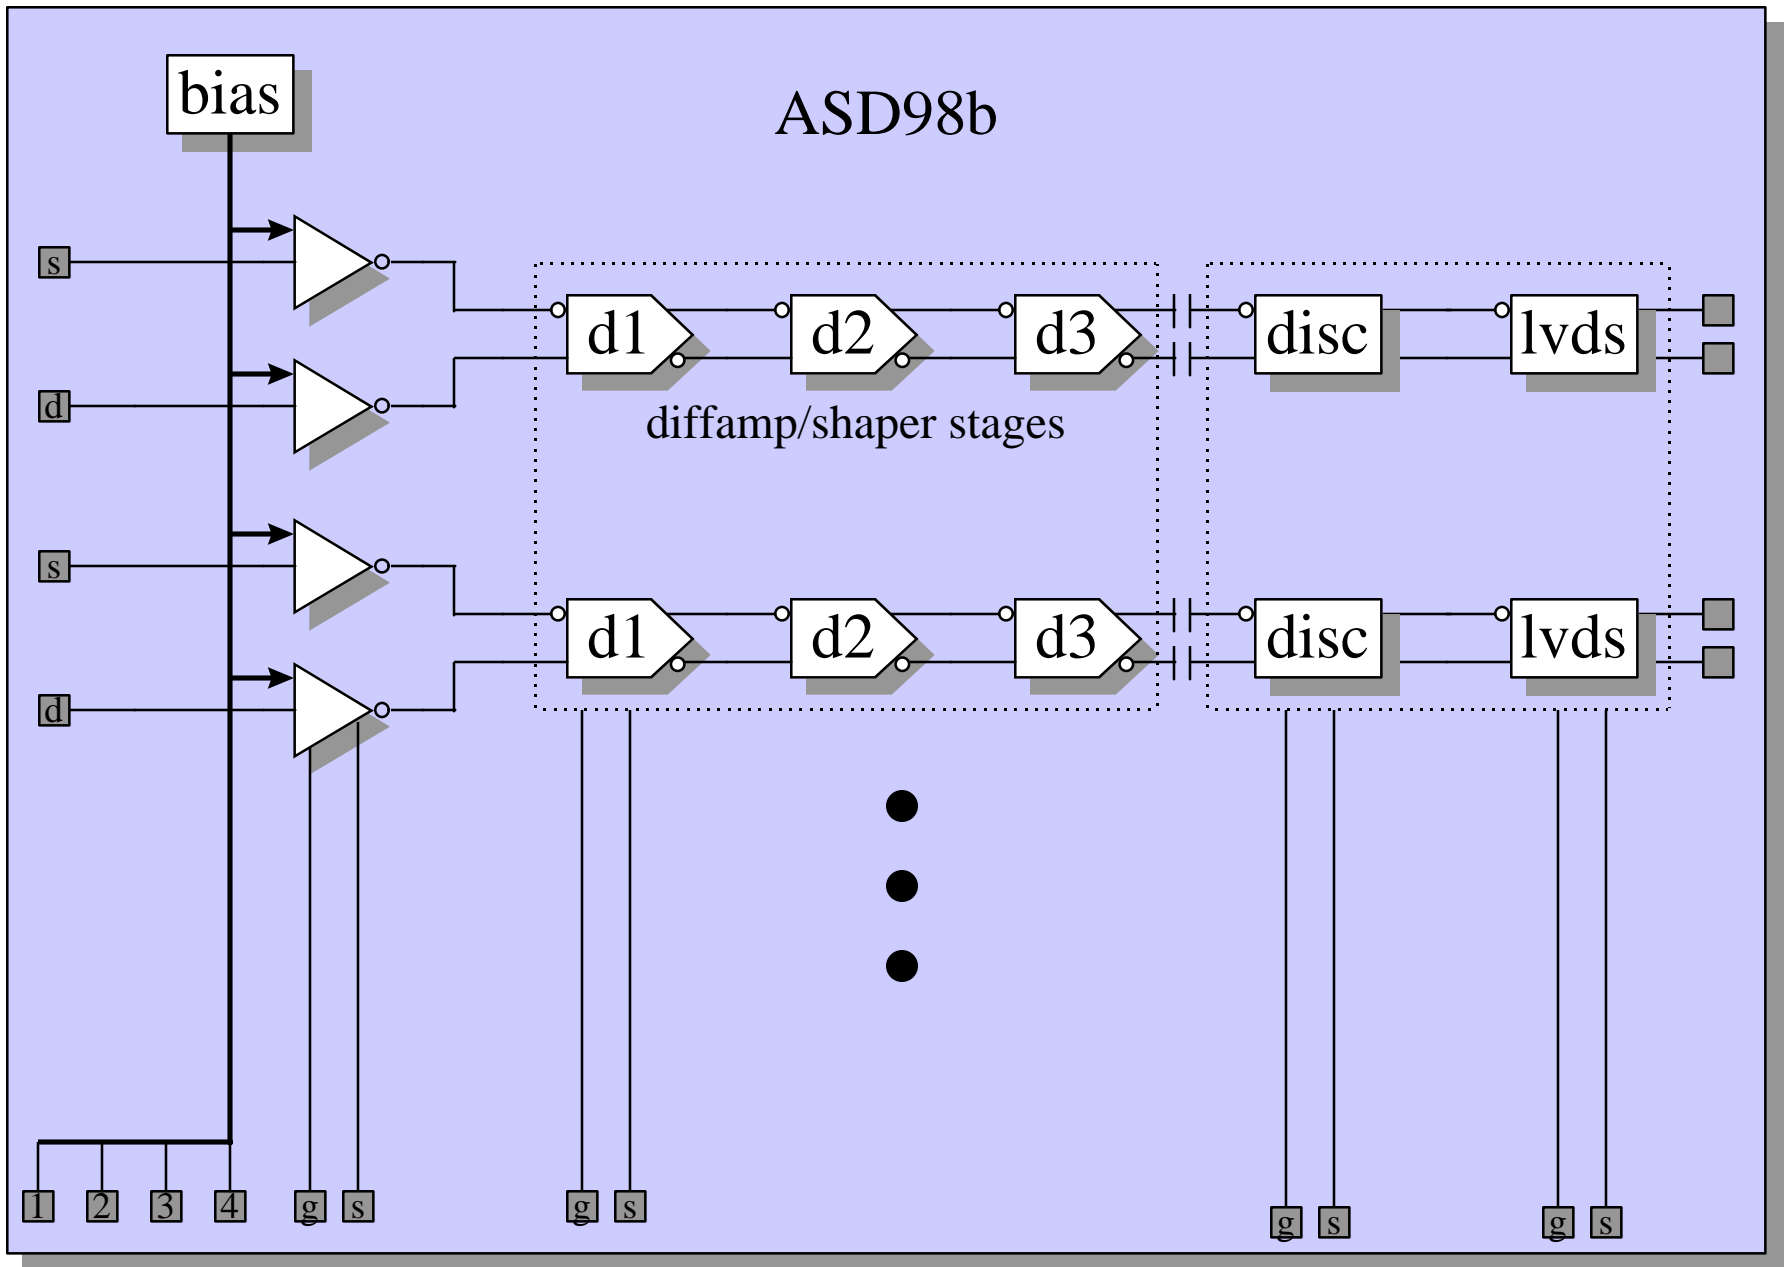 bias
ASD98b
s
d1 d2 d3 disc lvds
d
diffamp/shaper stages
s
d1 d2 d3 disc lvds
d
1 2 3 4 g s g s g s g s